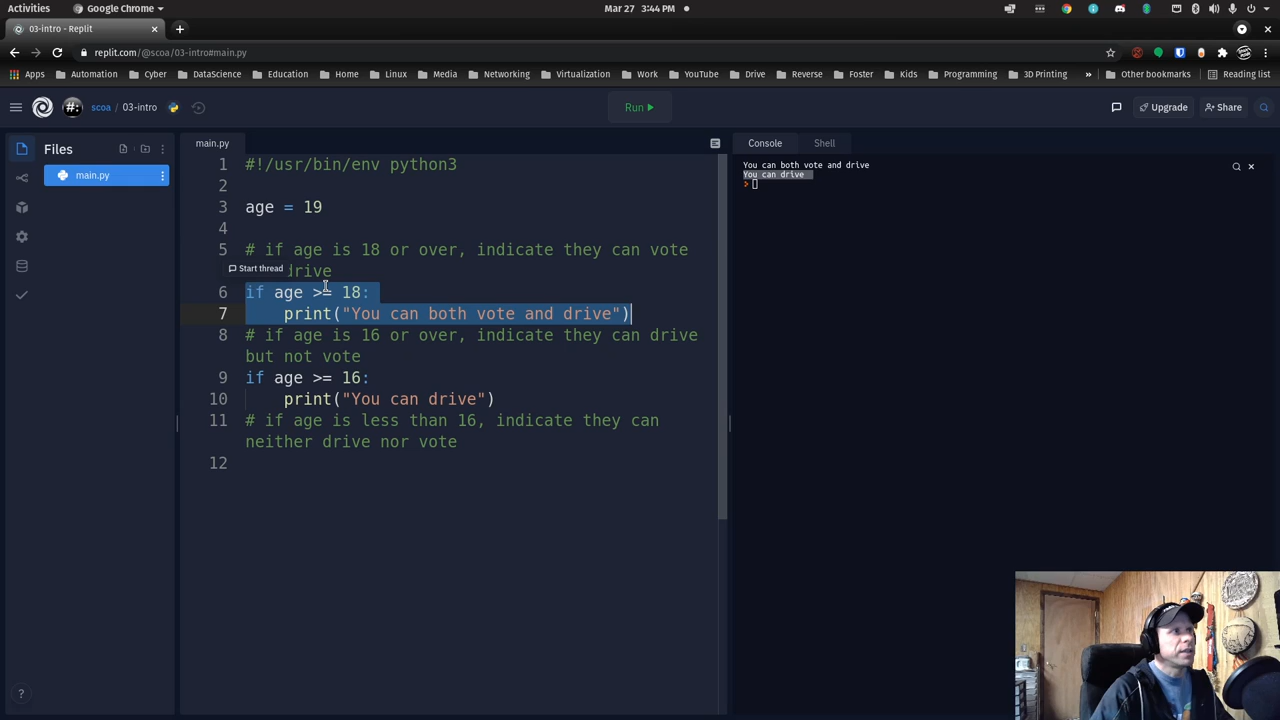 Activities
Google Chrome
Mar 27 3:44 PM
03-intro - Replit
replit.com/@scoa/03-intro#main.py
Apps Automation Cyber DataScience Education Home Linux Media Networking Virtualization Work YouTube Drive Reverse Foster Kids Programming 3D Printing » Other bookmarks Reading list
scoa / 03-intro
Run
Upgrade
Share
Files
main.py
main.py
1 #!/usr/bin/env python3
2
3 age = 19
4
5 # if age is 18 or over, indicate they can vote
drive
Start thread
6 if age >= 18:
7 print("You can both vote and drive")
8 # if age is 16 or over, indicate they can drive
but not vote
9 if age >= 16:
10 print("You can drive")
11 # if age is less than 16, indicate they can
neither drive nor vote
12
Console Shell
You can both vote and drive
You can drive
>
?